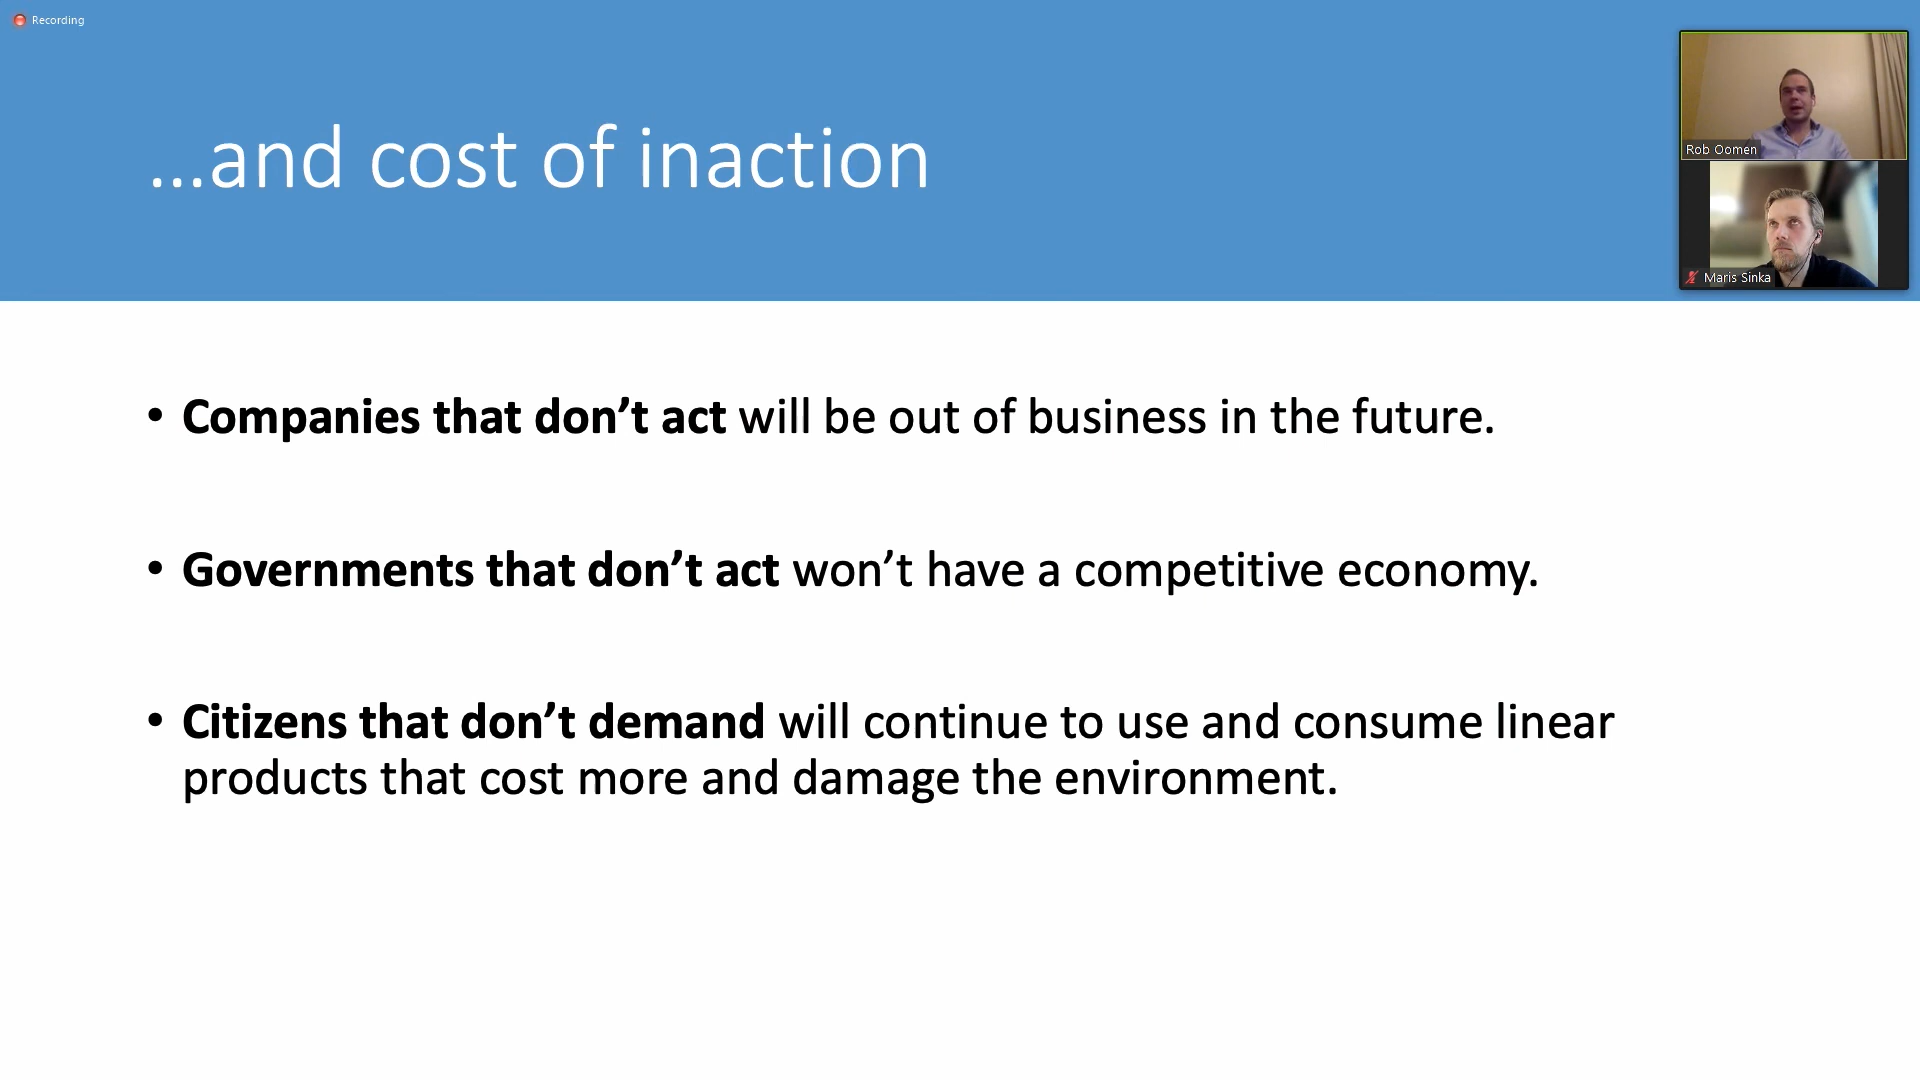 Recording
...and cost of inaction
Rob Oomen
Maris Sinka
• Companies that don’t act will be out of business in the future.
• Governments that don’t act won’t have a competitive economy.
• Citizens that don’t demand will continue to use and consume linear
products that cost more and damage the environment.